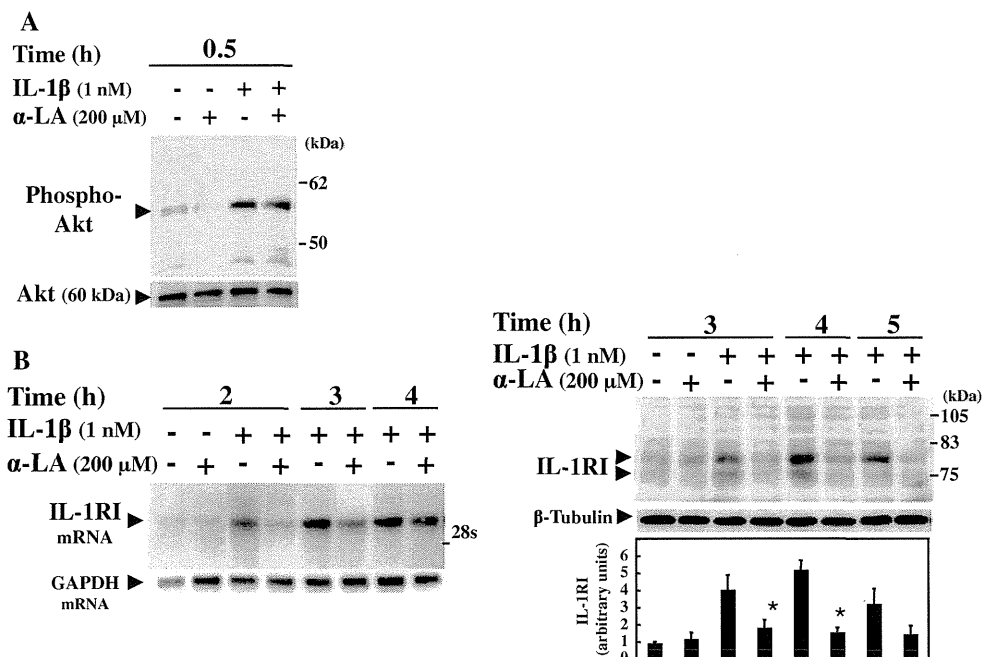 A
Time (h) 0.5
IL-1β (1 nM) - - + +
α-LA (200 µM) - + - +
(kDa)
Phospho-
Akt
-62
-50
Akt (60 kDa)
B
Time (h) 2 3 4
IL-1β (1 nM) - - + + + + + +
α-LA (200 µM) - + - + - + - +
IL-1RI
mRNA
28s
GAPDH
mRNA
Time (h) 3 4 5
IL-1β (1 nM) - - + + + + + +
α-LA (200 µM) - + - + - + - +
(kDa)
-105
-83
IL-1RI
-75
β-Tubulin
IL-1RI
(arbitrary units)
6
5
4
3
2
1
0
* *